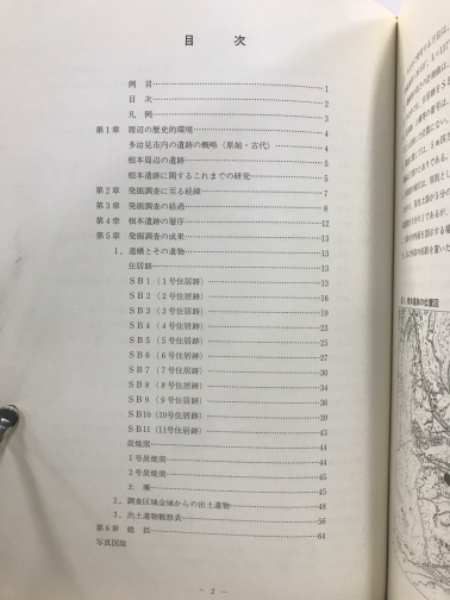 目 次
例 言 1
目 次 2
凡 例 3
第1章 周辺の歴史的環境 4
多治見市内の遺跡の概略（原始・古代） 4
根本周辺の遺跡 5
根本遺跡に関するこれまでの研究 5
第2章 発掘調査に至る経緯 7
第3章 発掘調査の経過 8
第4章 根本遺跡の層序 12
第5章 発掘調査の成果 13
1、遺構とその遺物 13
住居跡 13
SB1（1号住居跡） 13
SB2（2号住居跡） 16
SB3（3号住居跡） 19
SB4（4号住居跡） 23
SB5（5号住居跡） 25
SB6（6号住居跡） 27
SB7（7号住居跡） 30
SB8（8号住居跡） 34
SB9（9号住居跡） 36
SB10（10号住居跡） 39
SB11（11号住居跡） 43
炭焼窯 44
1号炭焼窯 44
2号炭焼窯 45
土 壙 45
2、調査区域全域からの出土遺物 48
3、出土遺物観察表 56
第6章 総 括 64
写真図版
－ 2 －